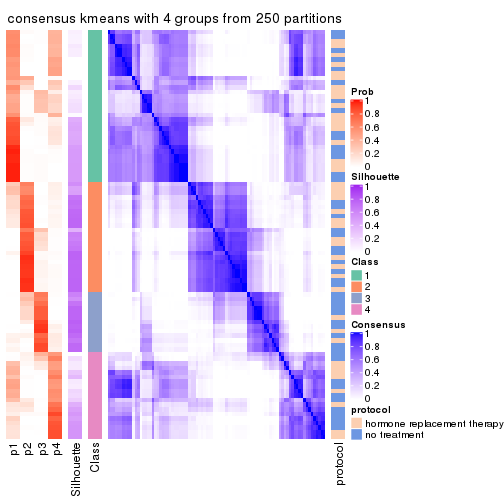 consensus kmeans with 4 groups from 250 partitions
Prob
1
0.8
0.6
0.4
0.2
0
Silhouette
1
0.8
0.6
0.4
0.2
0
Class
1
2
3
4
Consensus
1
0.8
0.6
0.4
0.2
0
protocol
hormone replacement therapy
no treatment
p1
p2
p3
p4
Silhouette
Class
protocol